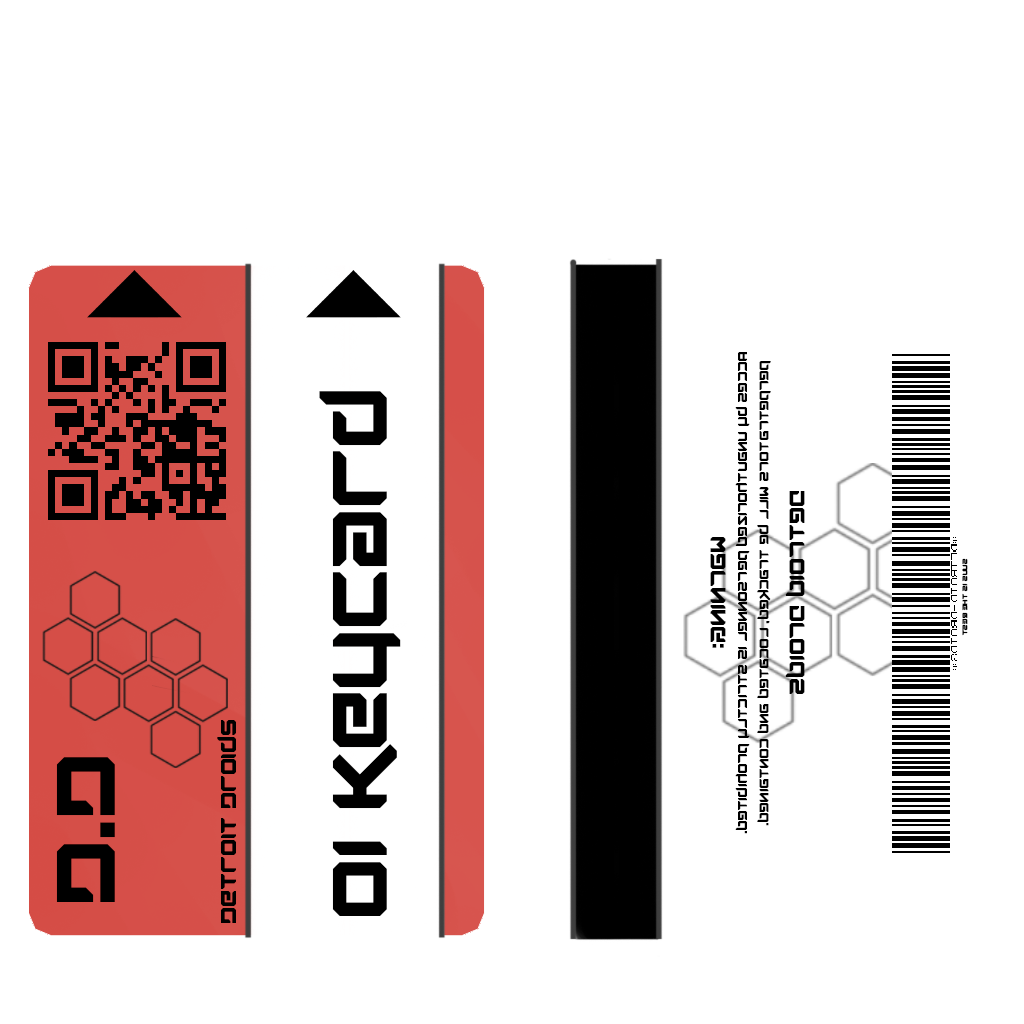 D.D
Detroit Droids
01 Keycard
Warning:
Access by unauthorized personnel is strictly prohibited.
Perpetrators will be tracked, located and contained.
Detroit Droids